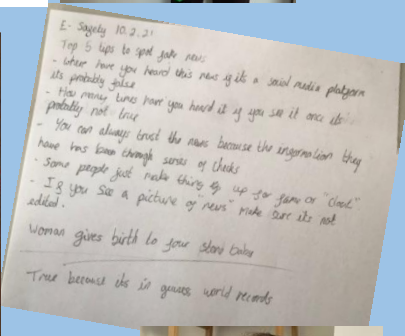 E- Safety 10.2.21
Top 5 tips to spot fake news
- where have you heard this news if its a social media platform
its probably false
- How many times have you heard it if you see it once its
probably not true
- You can always trust the news because the information they
have has been through series of checks
- Some people just make things up for fame or "clout"
- If you see a picture of "news" make sure its not
edited.
Woman gives birth to four stone baby
True because its in world records